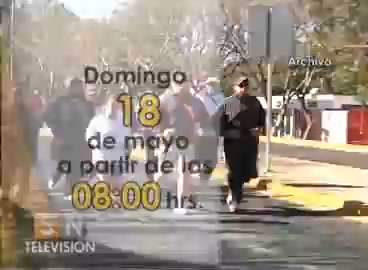 Archivo
Domingo
18
de mayo
a partir de las
08:00 hrs.
TELEVISION